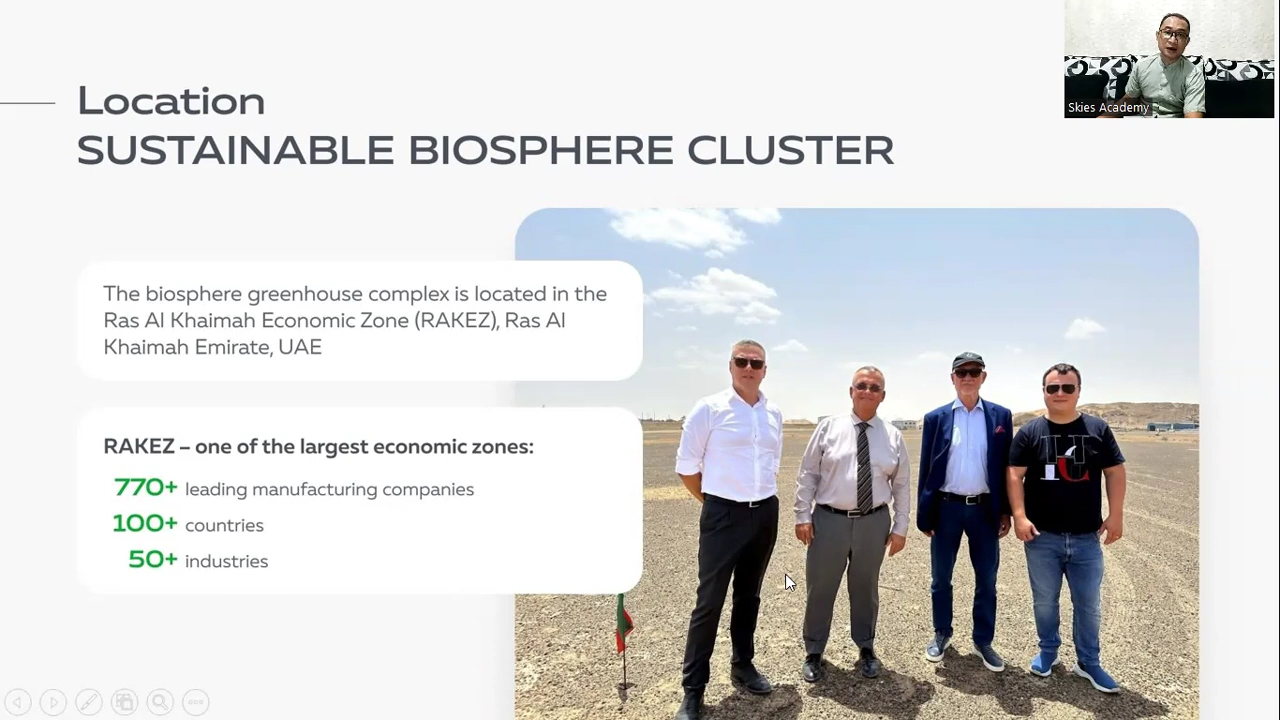 Location
SUSTAINABLE BIOSPHERE CLUSTER
The biosphere greenhouse complex is located in the
Ras Al Khaimah Economic Zone (RAKEZ), Ras Al
Khaimah Emirate, UAE
RAKEZ – one of the largest economic zones:
770+ leading manufacturing companies
100+ countries
50+ industries
Skies Academy